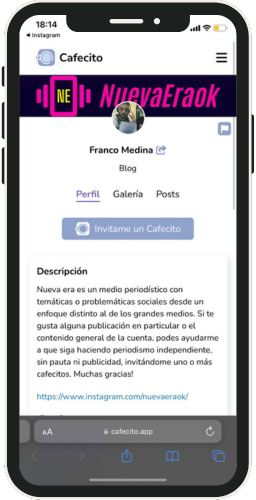 18:14
Instagram
Cafecito
NE
NuevaEraok
Franco Medina
Blog
Perfil Galería Posts
Invitame un Cafecito
Descripción
Nueva era es un medio periodístico con
temáticas o problemáticas sociales desde un
enfoque distinto al de los grandes medios. Si te
gusta alguna publicación en particular o el
contenido general de la cuenta, podes ayudarme
a que siga haciendo periodismo independiente,
sin pauta ni publicidad, invitándome uno o más
cafecitos. Muchas gracias!
https://www.instagram.com/nuevaeraok/
AA cafecito.app